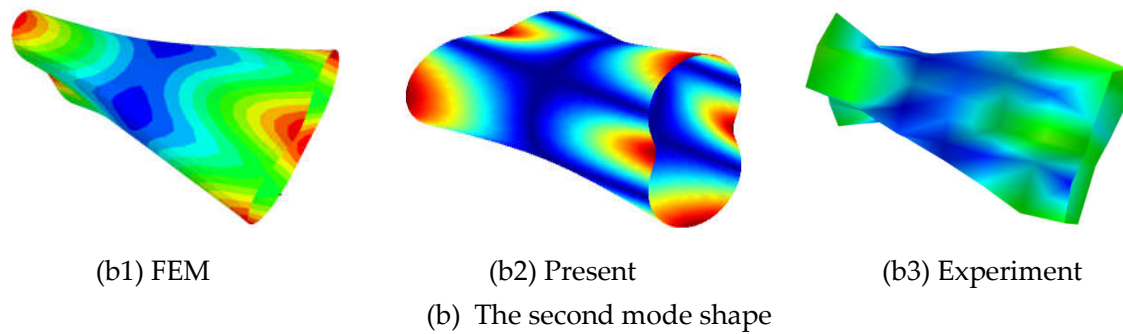 (b1) FEM (b2) Present (b3) Experiment
(b) The second mode shape